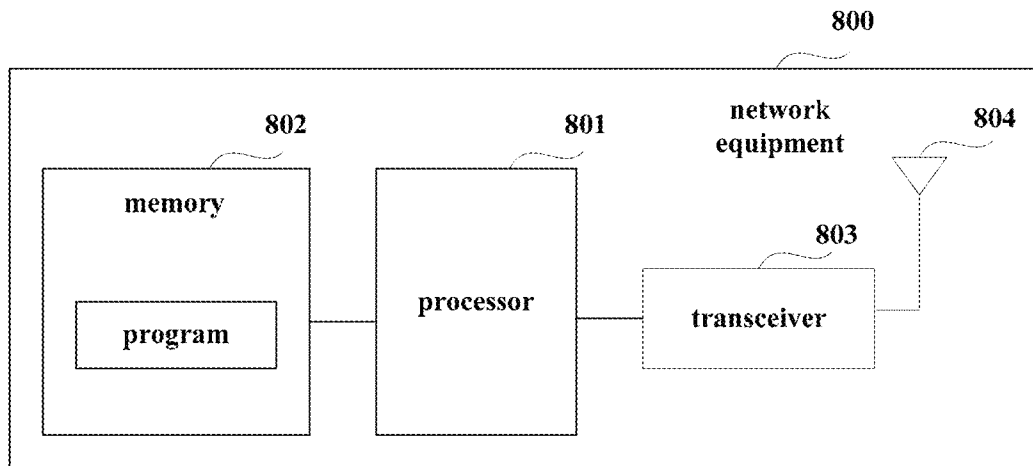 800
network
equipment
804
802
801
memory
803
processor
transceiver
program